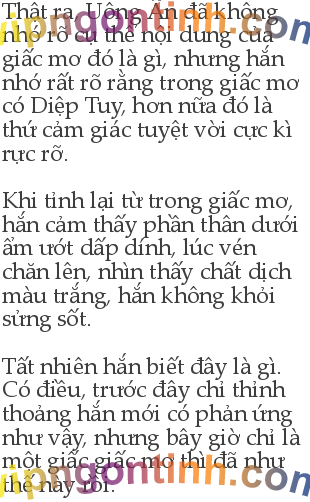 Thật ra, Uông Ấn đã không
nhớ rõ cụ thể nội dung của
giấc mơ đó là gì, nhưng hắn
nhớ rất rõ rằng trong giấc mơ
có Diệp Tuy, hơn nữa đó là
thứ cảm giác tuyệt vời cực kì
rực rỡ.

Khi tỉnh lại từ trong giấc mơ,
hắn cảm thấy phần thân dưới
ẩm ướt dấp dính, lúc vén
chăn lên, nhìn thấy chất dịch
màu trắng, hắn không khỏi
sửng sốt.

Tất nhiên hắn biết đây là gì.
Có điều, trước đây chỉ thỉnh
thoảng hắn mới có phản ứng
như vậy, nhưng bây giờ chỉ là
một giấc giấc mơ thì đã như
thế này rồi.
vipngontinh.com
vipngontinh.com